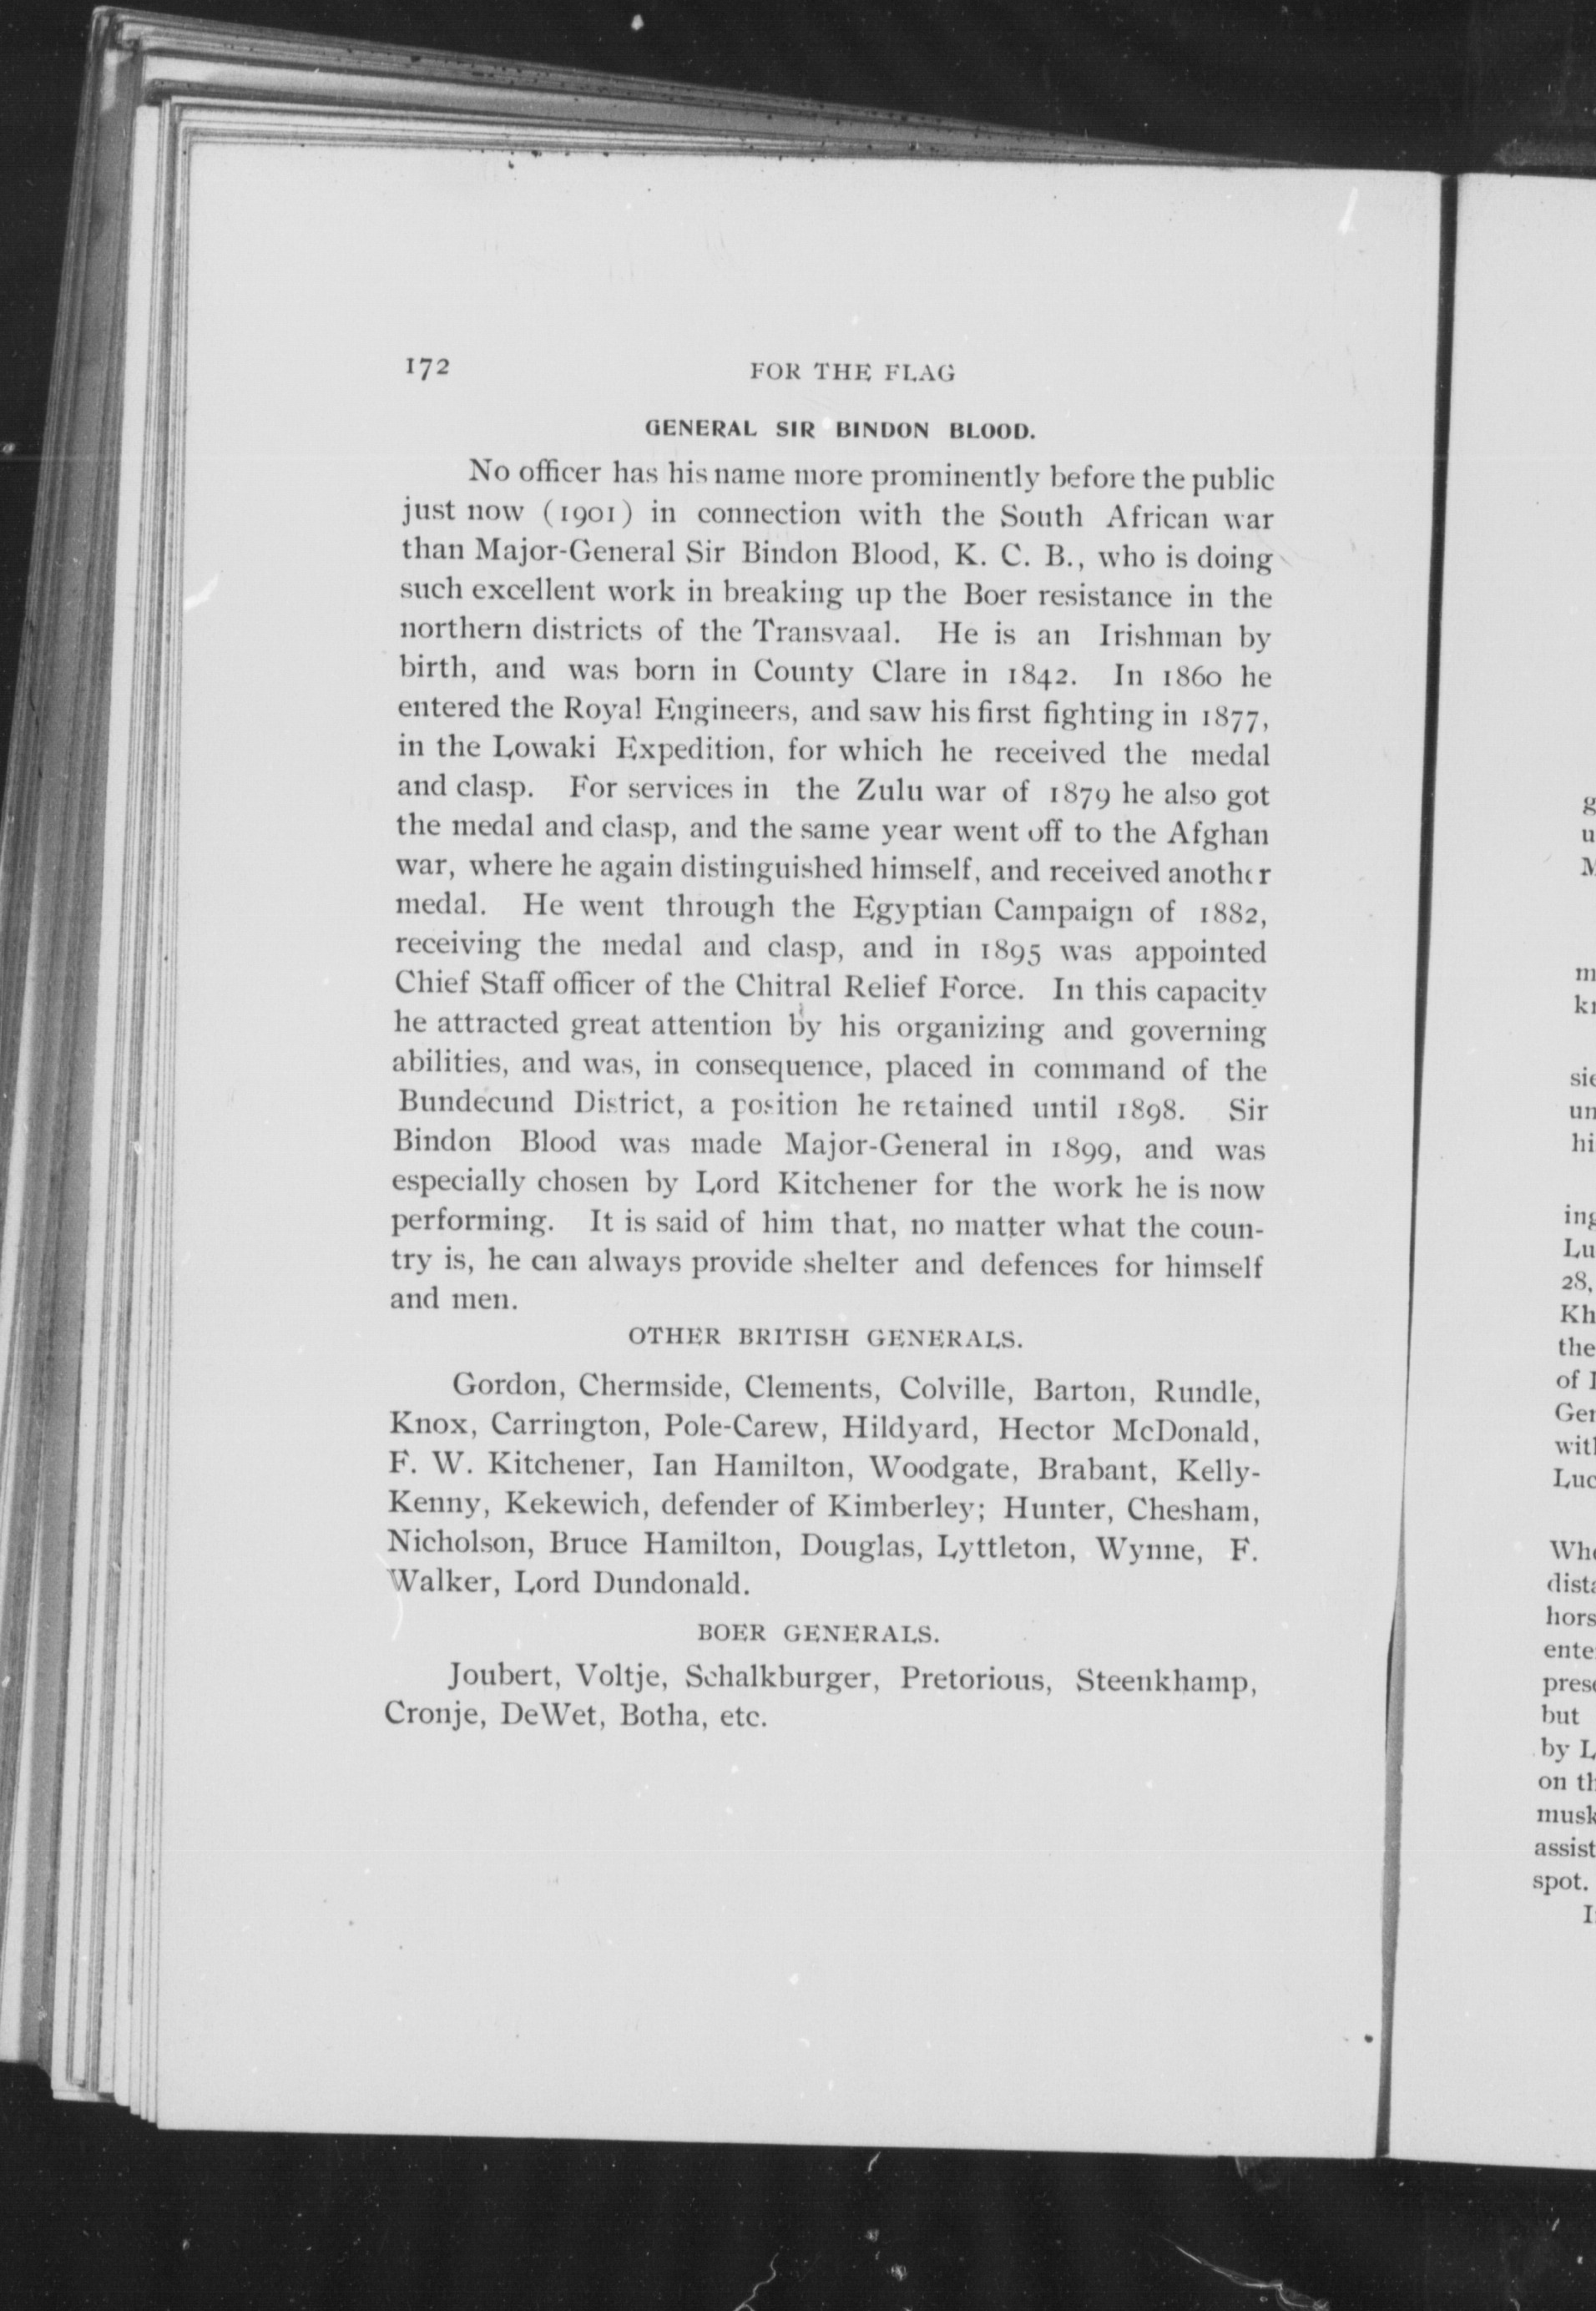 172 FOR THE FLAG
GENERAL SIR BINDON BLOOD.
No officer has his name more prominently before the public
just now (1901) in connection with the South African war
than Major-General Sir Bindon Blood, K. C. B., who is doing
such excellent work in breaking up the Boer resistance in the
northern districts of the Transvaal. He is an Irishman by
birth, and was born in County Clare in 1842. In 1860 he
entered the Royal Engineers, and saw his first fighting in 1877,
in the Lowaki Expedition, for which he received the medal
and clasp. For services in the Zulu war of 1879 he also got
the medal and clasp, and the same year went off to the Afghan
war, where he again distinguished himself, and received another
medal. He went through the Egyptian Campaign of 1882,
receiving the medal and clasp, and in 1895 was appointed
Chief Staff officer of the Chitral Relief Force. In this capacity
he attracted great attention by his organizing and governing
abilities, and was, in consequence, placed in command of the
Bundecund District, a position he retained until 1898. Sir
Bindon Blood was made Major-General in 1899, and was
especially chosen by Lord Kitchener for the work he is now
performing. It is said of him that, no matter what the coun-
try is, he can always provide shelter and defences for himself
and men.
OTHER BRITISH GENERALS.
Gordon, Chermside, Clements, Colville, Barton, Rundle,
Knox, Carrington, Pole-Carew, Hildyard, Hector McDonald,
F. W. Kitchener, Ian Hamilton, Woodgate, Brabant, Kelly-
Kenny, Kekewich, defender of Kimberley; Hunter, Chesham,
Nicholson, Bruce Hamilton, Douglas, Lyttleton, Wynne, F.
Walker, Lord Dundonald.
BOER GENERALS.
Joubert, Voltje, Schalkburger, Pretorious, Steenkhamp,
Cronje, DeWet, Botha, etc.
28,
the
of
but
by
on
assist
spot.